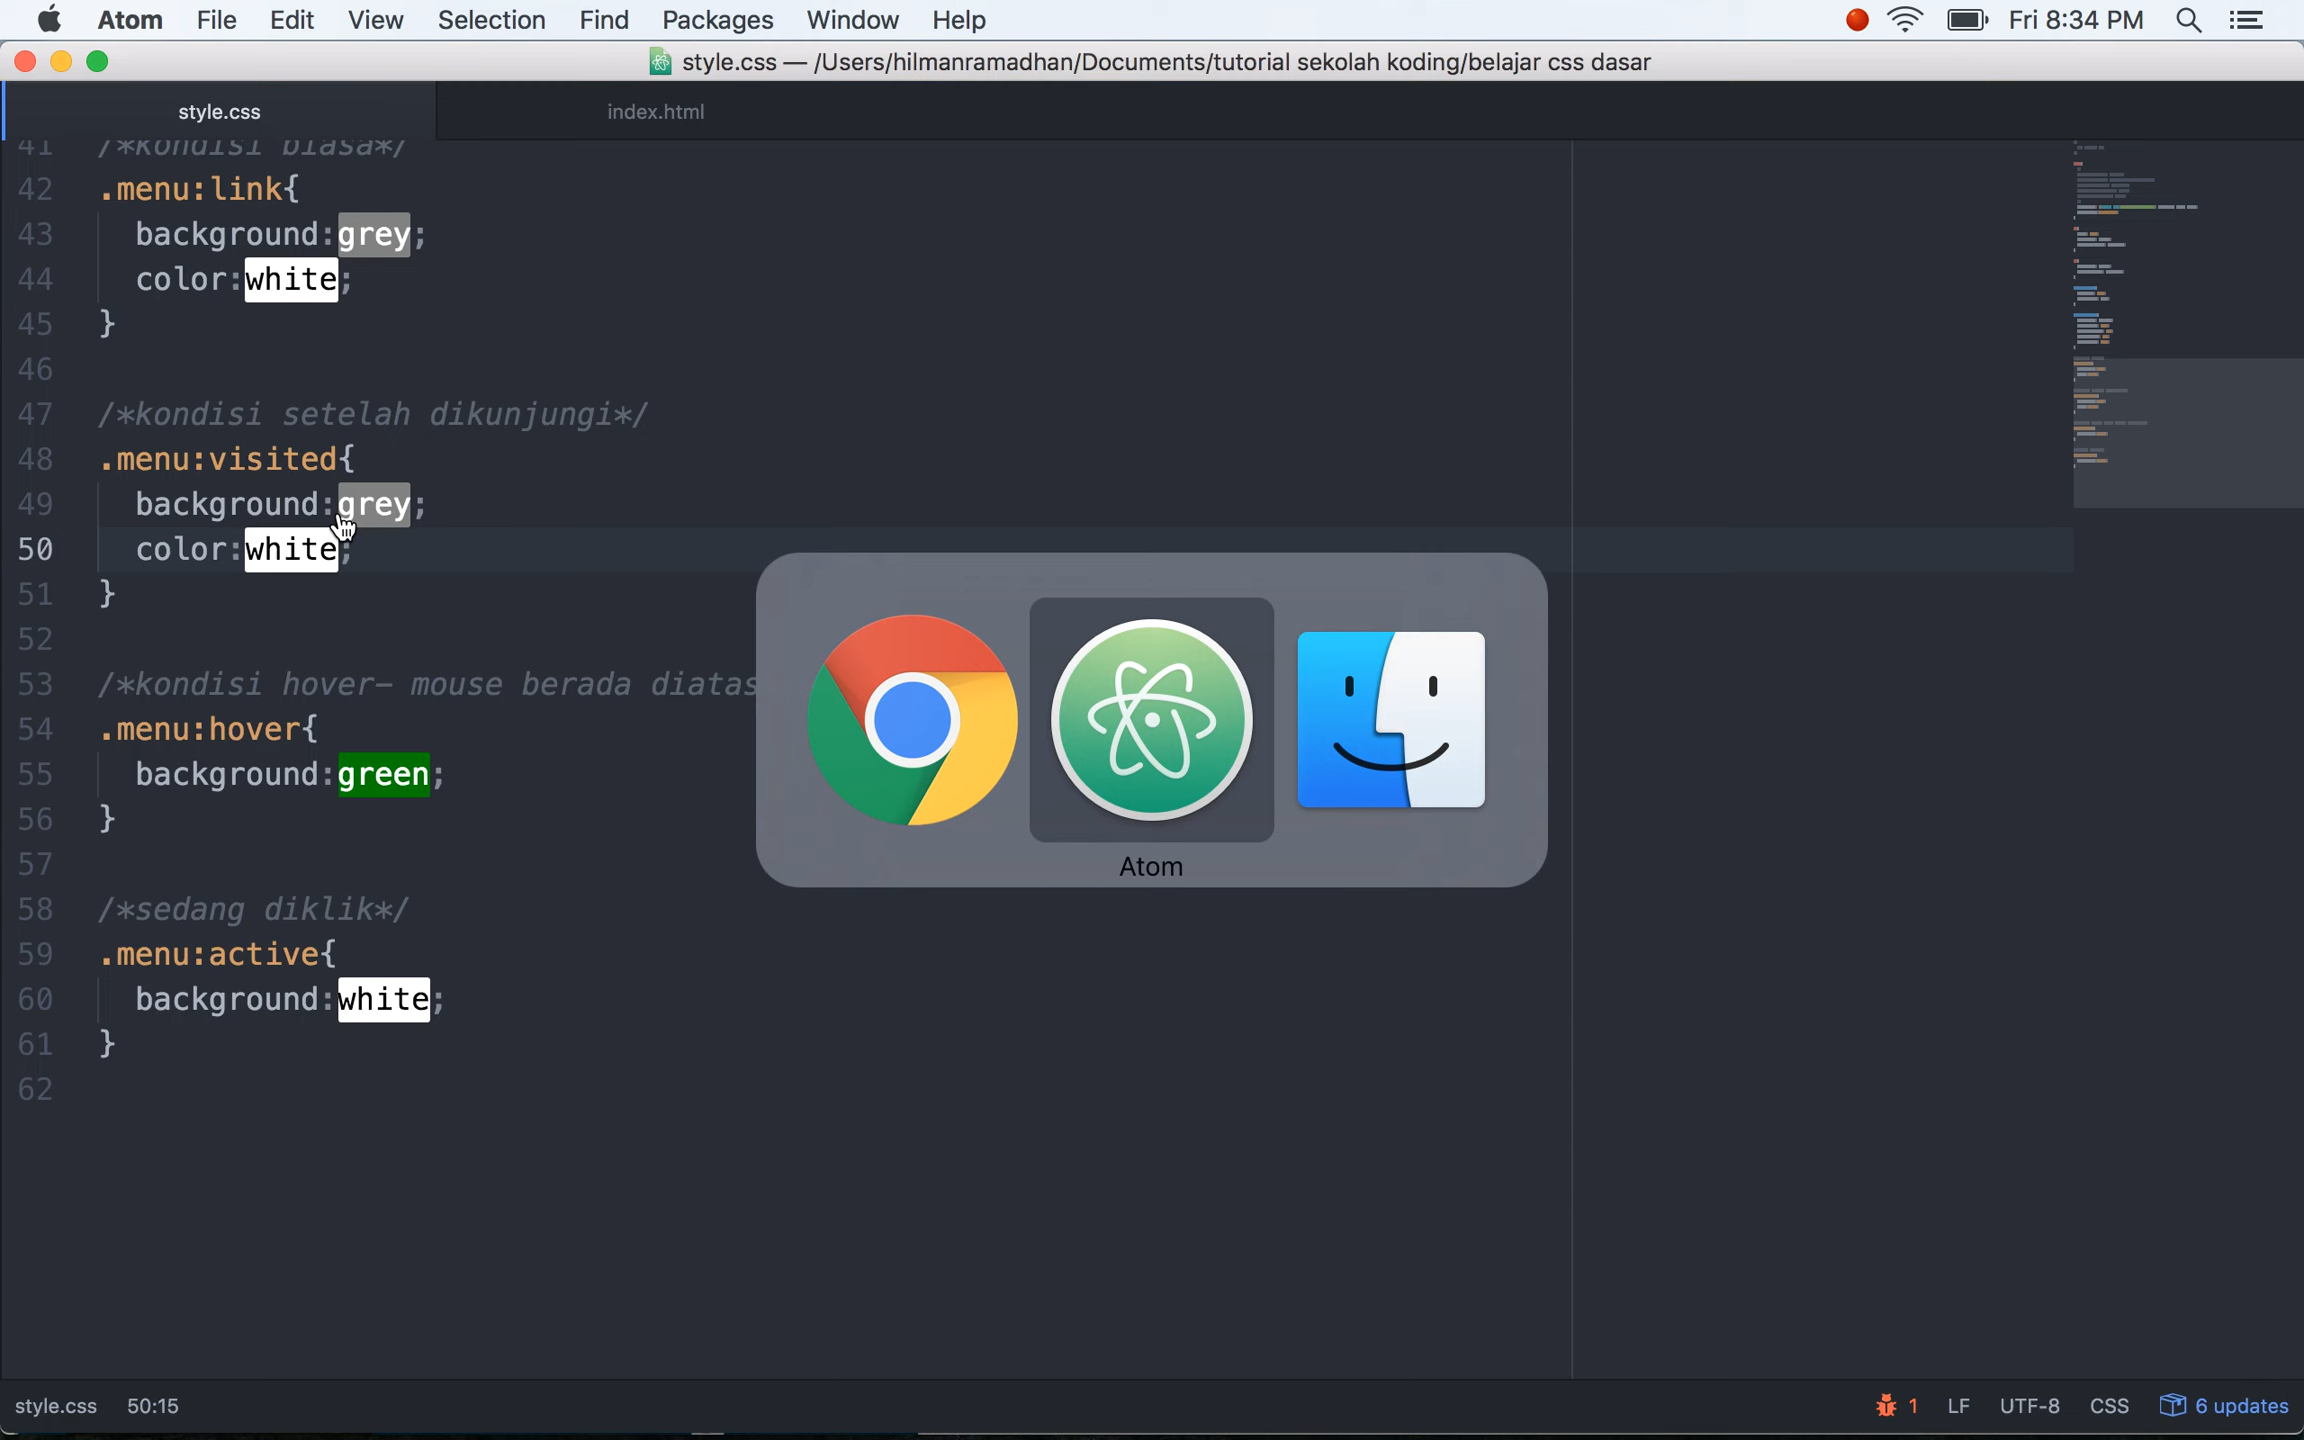 Atom File Edit View Selection Find Packages Window Help Fri 8:34 PM
style.css — /Users/hilmanramadhan/Documents/tutorial sekolah koding/belajar css dasar
style.css index.html
41 /*kondisi biasa*/
42 .menu:link{
43 background:grey;
44 color:white;
45 }
46
47 /*kondisi setelah dikunjungi*/
48 .menu:visited{
49 background:grey;
50 color:white;
51 }
52
53 /*kondisi hover– mouse berada diatas
54 .menu:hover{
55 background:green;
56 }
57
58 /*sedang diklik*/
59 .menu:active{
60 background:white;
61 }
62
Atom
style.css 50:15 1 LF UTF-8 CSS 6 updates